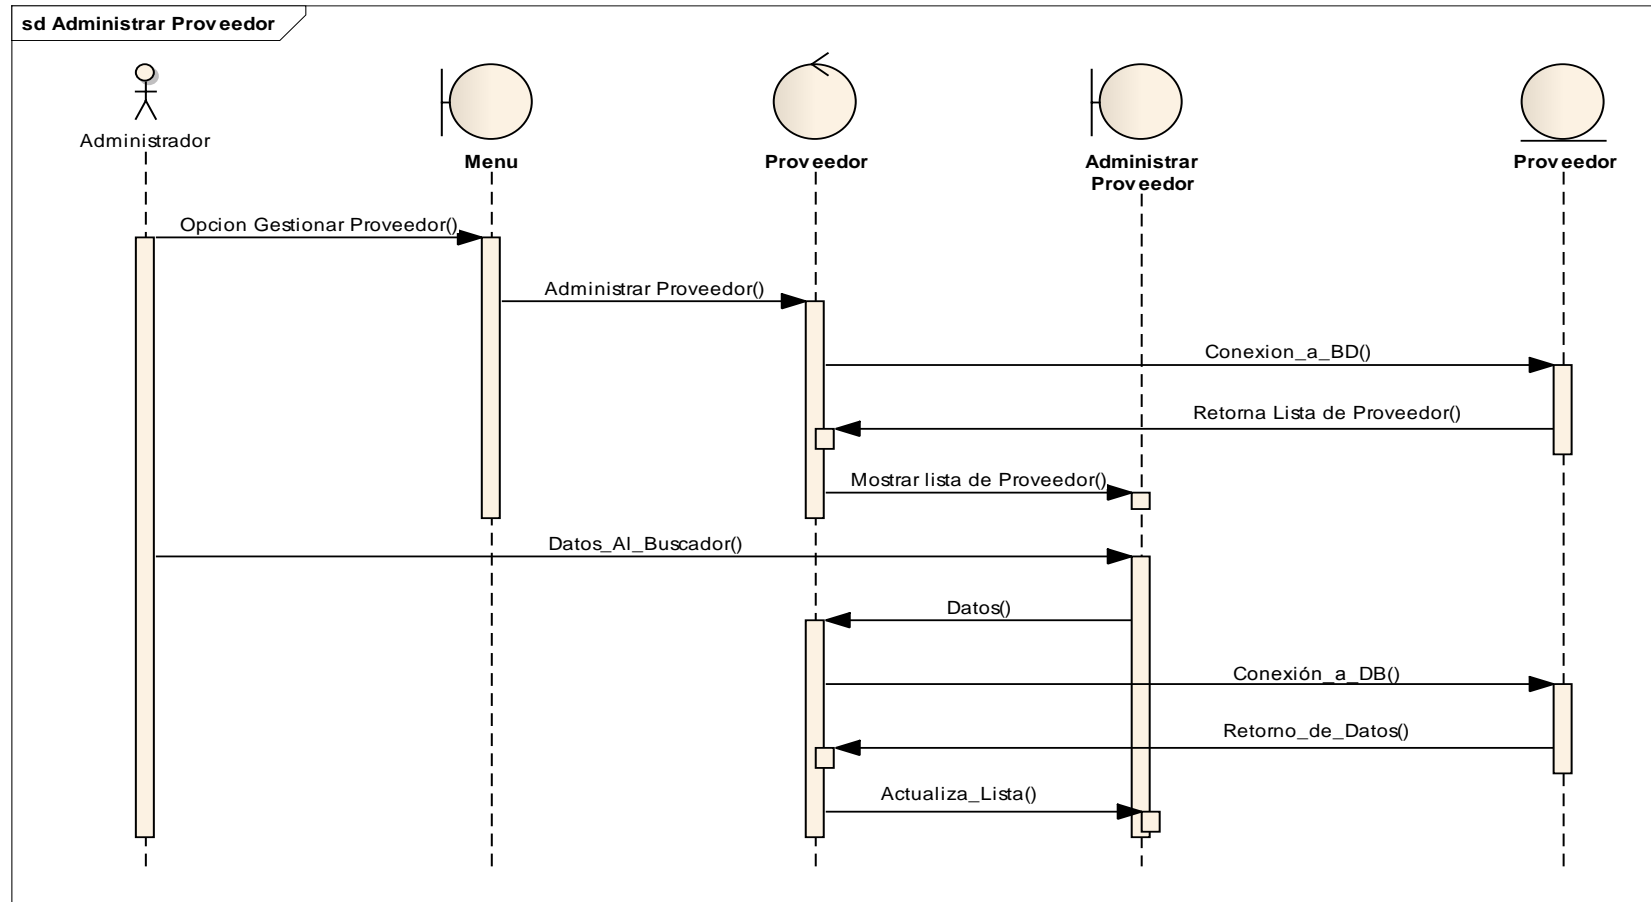 sd Administrar Proveedor
Administrador
Menu
Proveedor
Administrar
Proveedor
Proveedor
Opcion Gestionar Proveedor()
Administrar Proveedor()
Conexion_a_BD()
Retorna Lista de Proveedor()
Mostrar lista de Proveedor()
Datos_Al_Buscador()
Datos()
Conexión_a_DB()
Retorno_de_Datos()
Actualiza_Lista()